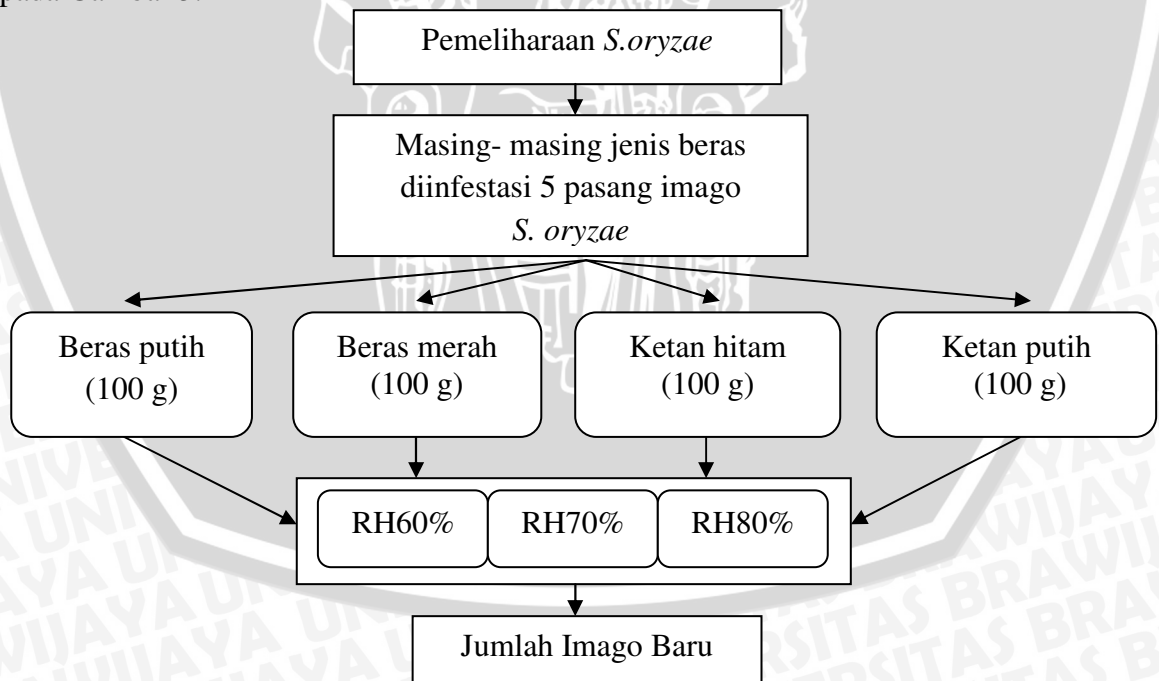 Pemeliharaan S.oryzae
Masing- masing jenis beras
diinfestasi 5 pasang imago
S. oryzae
Beras putih
(100 g)
Beras merah
(100 g)
Ketan hitam
(100 g)
Ketan putih
(100 g)
RH60%
RH70%
RH80%
Jumlah Imago Baru